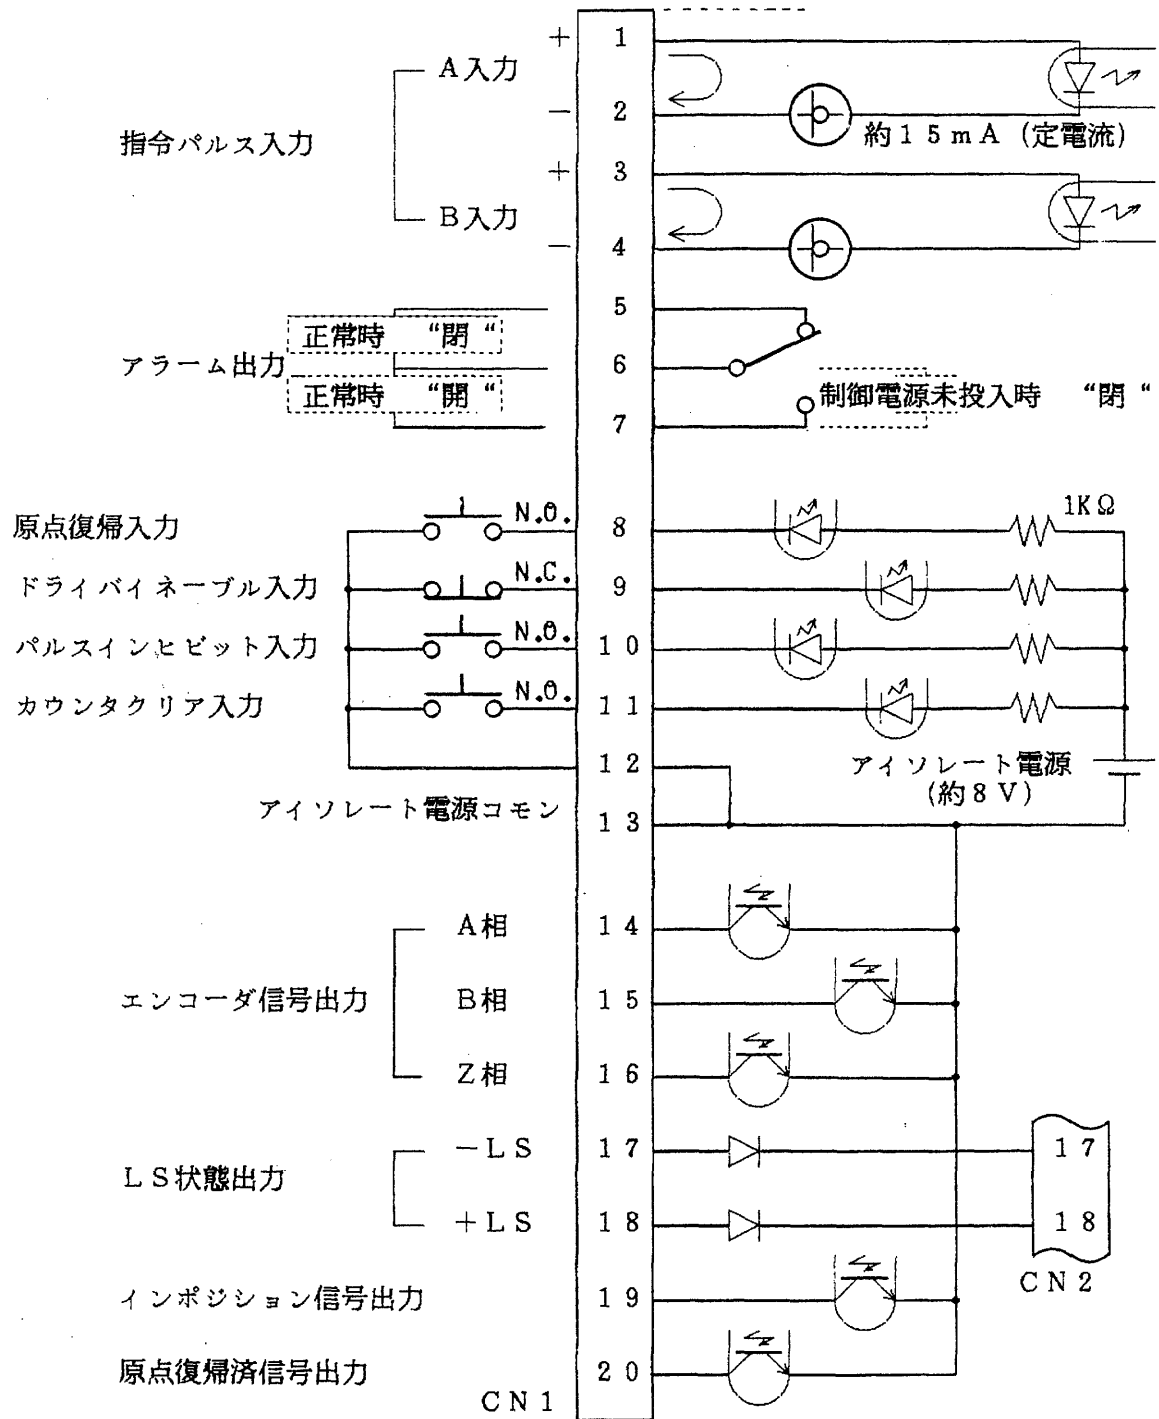 + 1
A入力
− 2
約15mA (定電流)
指令パルス入力
+ 3
B入力
− 4
5
正常時 “閉“
アラーム出力 6
正常時 “開“
制御電源未投入時 “閉“
7
1KΩ
原点復帰入力 N.O. 8
ドライバイネーブル入力 N.C. 9
パルスインヒビット入力 N.O. 10
カウンタクリア入力 N.O. 11
12 アイソレート電源
(約8V)
アイソレート電源コモン 13
A相 14
エンコーダ信号出力 B相 15
Z相 16
−LS 17 17
LS状態出力
+LS 18 18
CN2
インポジション信号出力 19
原点復帰済信号出力 20
CN1